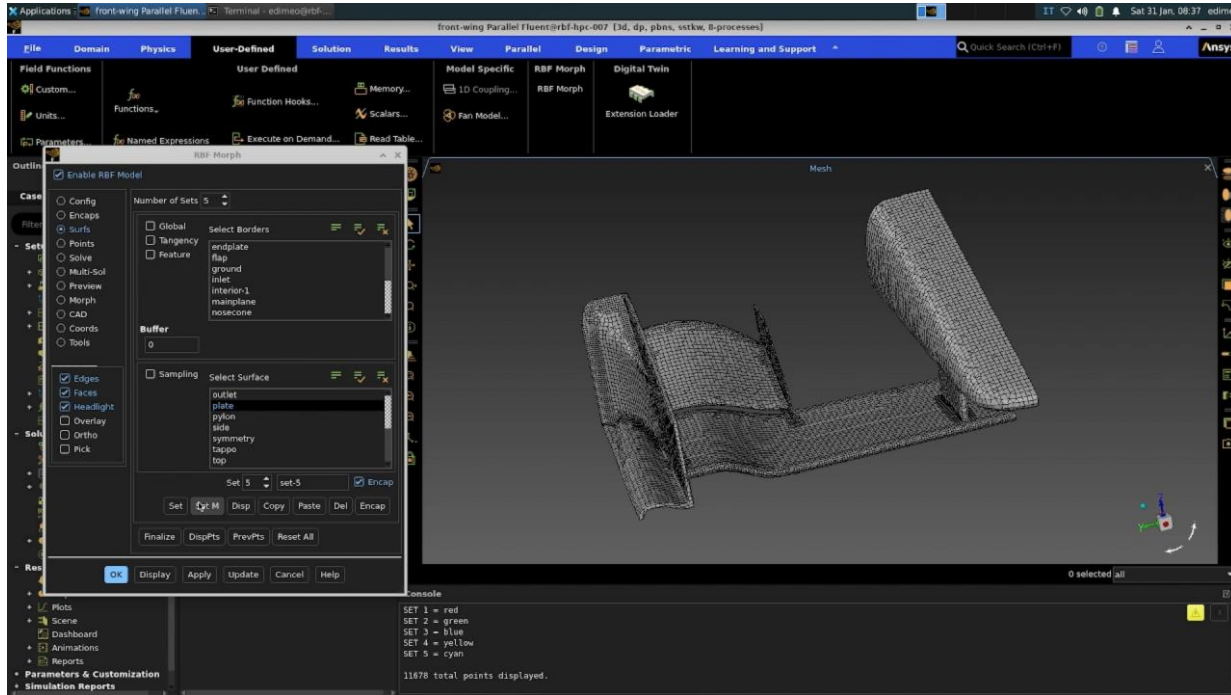 Applications : front-wing Parallel Fluen... Terminal - edimeo@rbf-... IT Sat 31 Jan, 08:37 edime
front-wing Parallel Fluent@rbf-hpc-007 [3d, dp, pbns, sstkw, 8-processes]
File Domain Physics User-Defined Solution Results View Parallel Design Parametric Learning and Support Quick Search (Ctrl+F) Ansy
Field Functions User Defined Model Specific RBF Morph Digital Twin
Custom... Functions... Function Hooks... Memory... 1D Coupling... RBF Morph Extension Loader
Units... Scalars... Fan Model...
Parameters... Named Expressions Execute on Demand... Read Table...
RBF Morph
Outlin
Mesh
Enable RBF Model
Case
Filter
Config
Encaps
Surfs
Points
Solve
Multi-Sol
Preview
Morph
CAD
Coords
Tools
Edges
Faces
Headlight
Overlay
Ortho
Pick
Number of Sets 5
Global
Tangency
Feature
Select Borders
endplate
flap
ground
inlet
interior-1
mainplane
nosecone
Buffer
0
Sampling
Select Surface
outlet
plate
pylon
side
symmetry
tappo
top
Set 5 set-5 Encap
Set Set M Disp Copy Paste Del Encap
Finalize DispPts PrevPts Reset All
OK Display Apply Update Cancel Help
Set
Solu
Res
Plots
Scene
Dashboard
Animations
Reports
Parameters & Customization
Simulation Reports
0 selected all
Console
SET 1 = red
SET 2 = green
SET 3 = blue
SET 4 = yellow
SET 5 = cyan
11678 total points displayed.